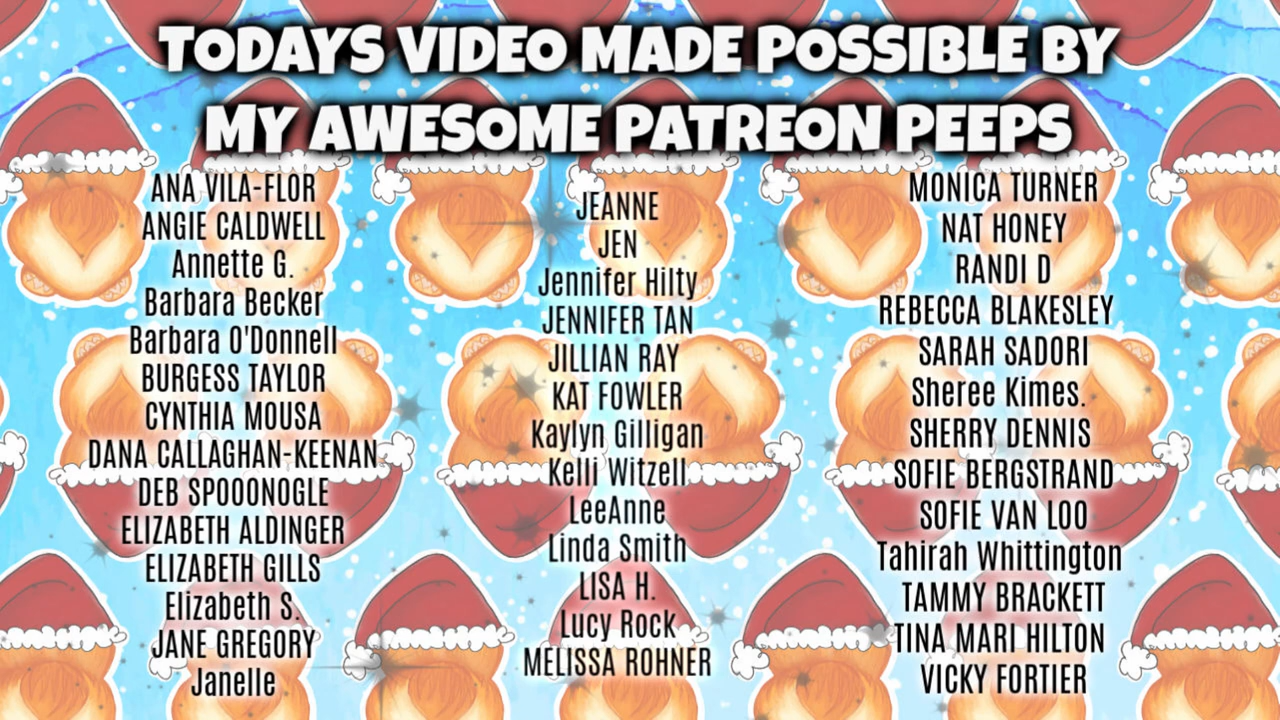 TODAYS VIDEO MADE POSSIBLE BY
MY AWESOME PATREON PEEPS
ANA VILA-FLOR
ANGIE CALDWELL
Annette G.
Barbara Becker
Barbara O'Donnell
BURGESS TAYLOR
CYNTHIA MOUSA
DANA CALLAGHAN-KEENAN
DEB SPOOONOGLE
ELIZABETH ALDINGER
ELIZABETH GILLS
Elizabeth S.
JANE GREGORY
Janelle
JEANNE
JEN
Jennifer Hilty
JENNIFER TAN
JILLIAN RAY
KAT FOWLER
Kaylyn Gilligan
Kelli Witzell
LeeAnne
Linda Smith
LISA H.
Lucy Rock
MELISSA ROHNER
MONICA TURNER
NAT HONEY
RANDI D
REBECCA BLAKESLEY
SARAH SADORI
Sheree Kimes.
SHERRY DENNIS
SOFIE BERGSTRAND
SOFIE VAN LOO
Tahirah Whittington
TAMMY BRACKETT
TINA MARI HILTON
VICKY FORTIER